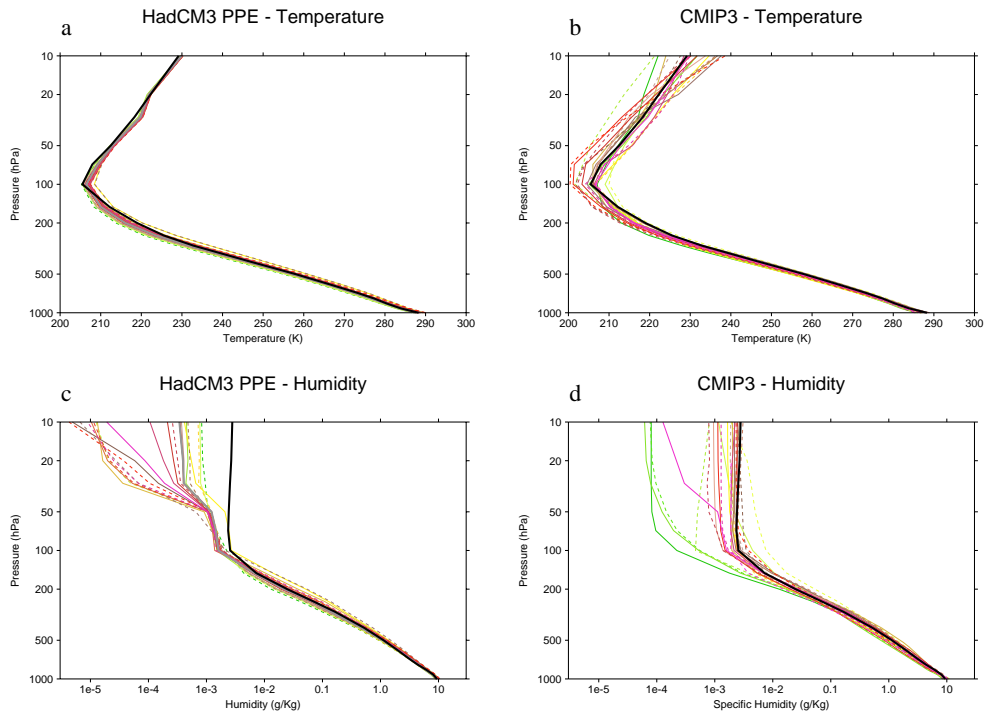 a HadCM3 PPE - Temperature
10
20
50
100
200
500
1000
Pressure (hPa)
200 210 220 230 240 250 260 270 280 290 300
Temperature (K)
b CMIP3 - Temperature
10
20
50
100
200
500
1000
Pressure (hPa)
200 210 220 230 240 250 260 270 280 290 300
Temperature (K)
c HadCM3 PPE - Humidity
10
20
50
100
200
500
1000
Pressure (hPa)
1e-5 1e-4 1e-3 1e-2 0.1 1.0 10
Humidity (g/Kg)
d CMIP3 - Humidity
10
20
50
100
200
500
1000
Pressure (hPa)
1e-5 1e-4 1e-3 1e-2 0.1 1.0 10
Specific Humidity (g/Kg)